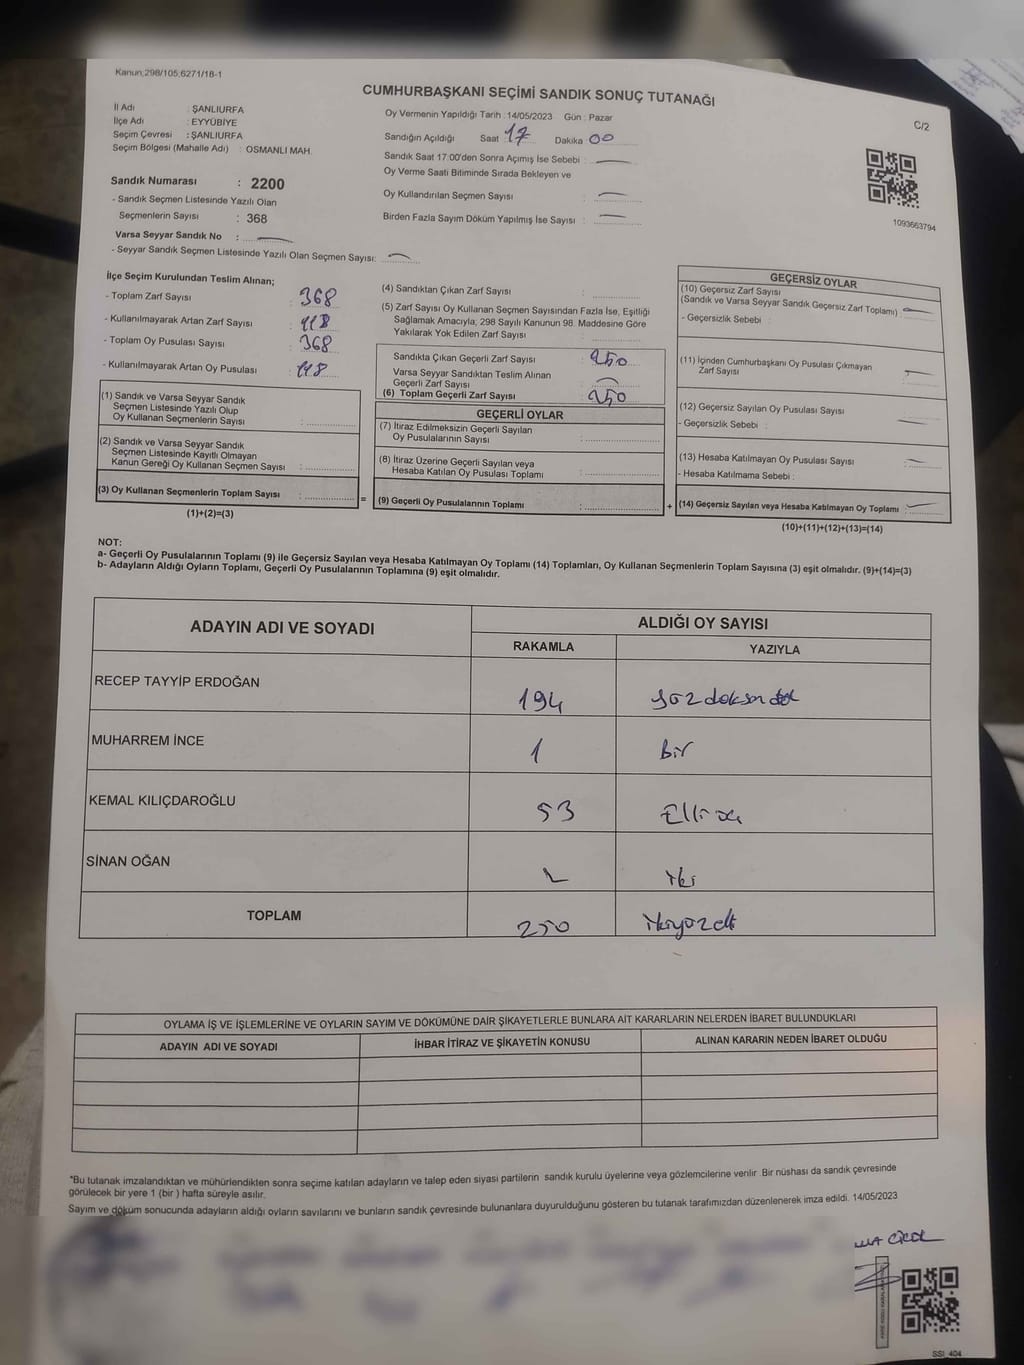 Kanun;298/105;6271/18-1
CUMHURBAŞKANI SEÇİMİ SANDIK SONUÇ TUTANAĞI
C/2
İl Adı : ŞANLIURFA
İlçe Adı : EYYÜBİYE
Seçim Çevresi : ŞANLIURFA
Seçim Bölgesi (Mahalle Adı) : OSMANLI MAH.
Sandık Numarası : 2200
- Sandık Seçmen Listesinde Yazılı Olan
Seçmenlerin Sayısı : 368
Varsa Seyyar Sandık No :
- Seyyar Sandık Seçmen Listesinde Yazılı Olan Seçmen Sayısı:
Oy Vermenin Yapıldığı Tarih : 14/05/2023 Gün : Pazar
Sandığın Açıldığı Saat 17 Dakika 00
Sandık Saat 17:00'den Sonra Açımış İse Sebebi :
Oy Verme Saati Bitiminde Sırada Bekleyen ve
Oy Kullandırılan Seçmen Sayısı :
Birden Fazla Sayım Döküm Yapılmış İse Sayısı :
1093663794
İlçe Seçim Kurulundan Teslim Alınan;
- Toplam Zarf Sayısı : 368
- Kullanılmayarak Artan Zarf Sayısı : 118
- Toplam Oy Pusulası Sayısı : 368
- Kullanılmayarak Artan Oy Pusulası : 118
(1) Sandık ve Varsa Seyyar Sandık
Seçmen Listesinde Yazılı Olup
Oy Kullanan Seçmenlerin Sayısı :
(2) Sandık ve Varsa Seyyar Sandık
Seçmen Listesinde Kayıtlı Olmayan
Kanun Gereği Oy Kullanan Seçmen Sayısı :
(3) Oy Kullanan Seçmenlerin Toplam Sayısı :
(1)+(2)=(3)
=
(4) Sandıktan Çıkan Zarf Sayısı :
(5) Zarf Sayısı Oy Kullanan Seçmen Sayısından Fazla İse, Eşitliği
Sağlamak Amacıyla, 298 Sayılı Kanunun 98. Maddesine Göre
Yakılarak Yok Edilen Zarf Sayısı :
Sandıkta Çıkan Geçerli Zarf Sayısı : 250
Varsa Seyyar Sandıktan Teslim Alınan
Geçerli Zarf Sayısı :
(6) Toplam Geçerli Zarf Sayısı : 250
GEÇERLİ OYLAR
(7) İtiraz Edilmeksizin Geçerli Sayılan
Oy Pusulalarının Sayısı :
(8) İtiraz Üzerine Geçerli Sayılan veya
Hesaba Katılan Oy Pusulası Toplamı :
(9) Geçerli Oy Pusulalarının Toplamı :
+
GEÇERSİZ OYLAR
(10) Geçersiz Zarf Sayısı
(Sandık ve Varsa Seyyar Sandık Geçersiz Zarf Toplamı) :
- Geçersizlik Sebebi :
(11) İçinden Cumhurbaşkanı Oy Pusulası Çıkmayan
Zarf Sayısı :
(12) Geçersiz Sayılan Oy Pusulası Sayısı :
- Geçersizlik Sebebi :
(13) Hesaba Katılmayan Oy Pusulası Sayısı :
- Hesaba Katılmama Sebebi :
(14) Geçersiz Sayılan veya Hesaba Katılmayan Oy Toplamı :
(10)+(11)+(12)+(13)=(14)
NOT:
a- Geçerli Oy Pusulalarının Toplamı (9) ile Geçersiz Sayılan veya Hesaba Katılmayan Oy Toplamı (14) Toplamları, Oy Kullanan Seçmenlerin Toplam Sayısına (3) eşit olmalıdır. (9)+(14)=(3)
b- Adayların Aldığı Oyların Toplamı, Geçerli Oy Pusulalarının Toplamına (9) eşit olmalıdır.
ADAYIN ADI VE SOYADI ALDIĞI OY SAYISI
RAKAMLA YAZIYLA
RECEP TAYYİP ERDOĞAN 194 yüzdoksandört
MUHARREM İNCE 1 Bir
KEMAL KILIÇDAROĞLU 53 Elli üç
SİNAN OĞAN 2 iki
TOPLAM 250 ikiyüzelli
OYLAMA İŞ VE İŞLEMLERİNE VE OYLARIN SAYIM VE DÖKÜMÜNE DAİR ŞİKAYETLERLE BUNLARA AİT KARARLARIN NELERDEN İBARET BULUNDUKLARI
ADAYIN ADI VE SOYADI İHBAR İTİRAZ VE ŞİKAYETİN KONUSU ALINAN KARARIN NEDEN İBARET OLDUĞU
*Bu tutanak imzalandıktan ve mühürlendikten sonra seçime katılan adayların ve talep eden siyasi partilerin sandık kurulu üyelerine veya gözlemcilerine verilir Bir nüshası da sandık çevresinde
görülecek bir yere 1 (bir ) hafta süreyle asılır.
Sayım ve döküm sonucunda adayların aldığı oyların sayılarını ve bunların sandık çevresinde bulunanlara duyurulduğunu gösteren bu tutanak tarafımızdan düzenlenerek imza edildi. 14/05/2023
SSI_404